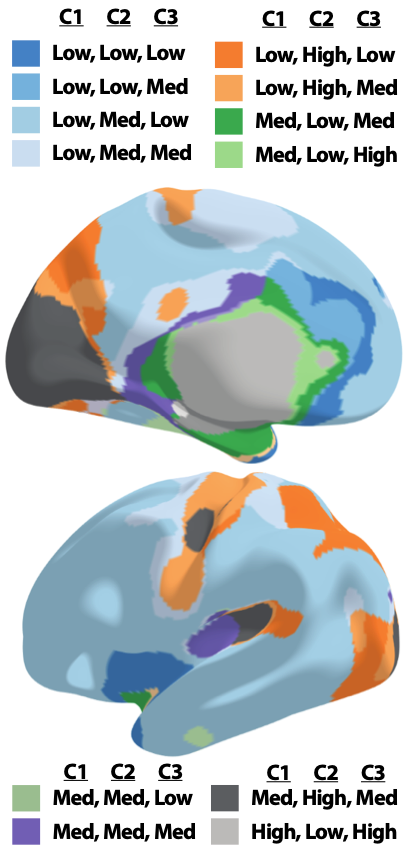 C1 C2 C3 C1 C2 C3
Low, Low, Low Low, High, Low
Low, Low, Med Low, High, Med
Low, Med, Low Med, Low, Med
Low, Med, Med Med, Low, High
C1 C2 C3 C1 C2 C3
Med, Med, Low Med, High, Med
Med, Med, Med High, Low, High